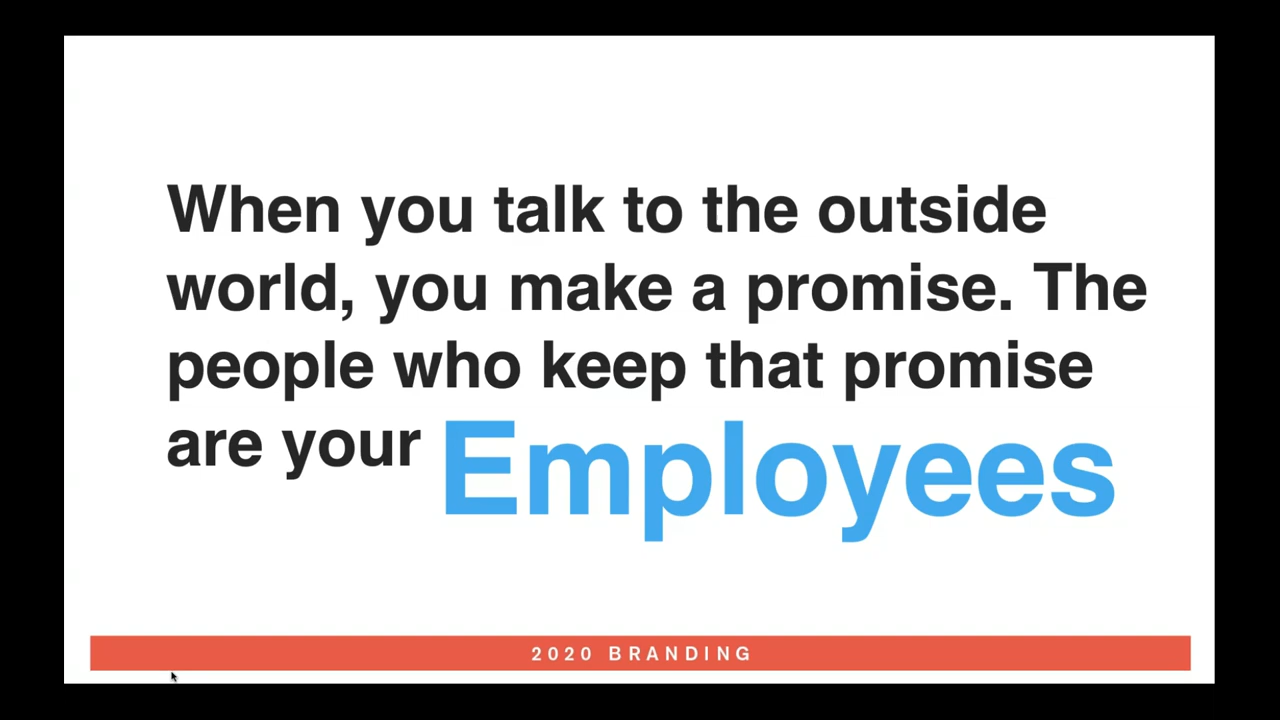 When you talk to the outside
world, you make a promise. The
people who keep that promise
are your Employees
2020 BRANDING